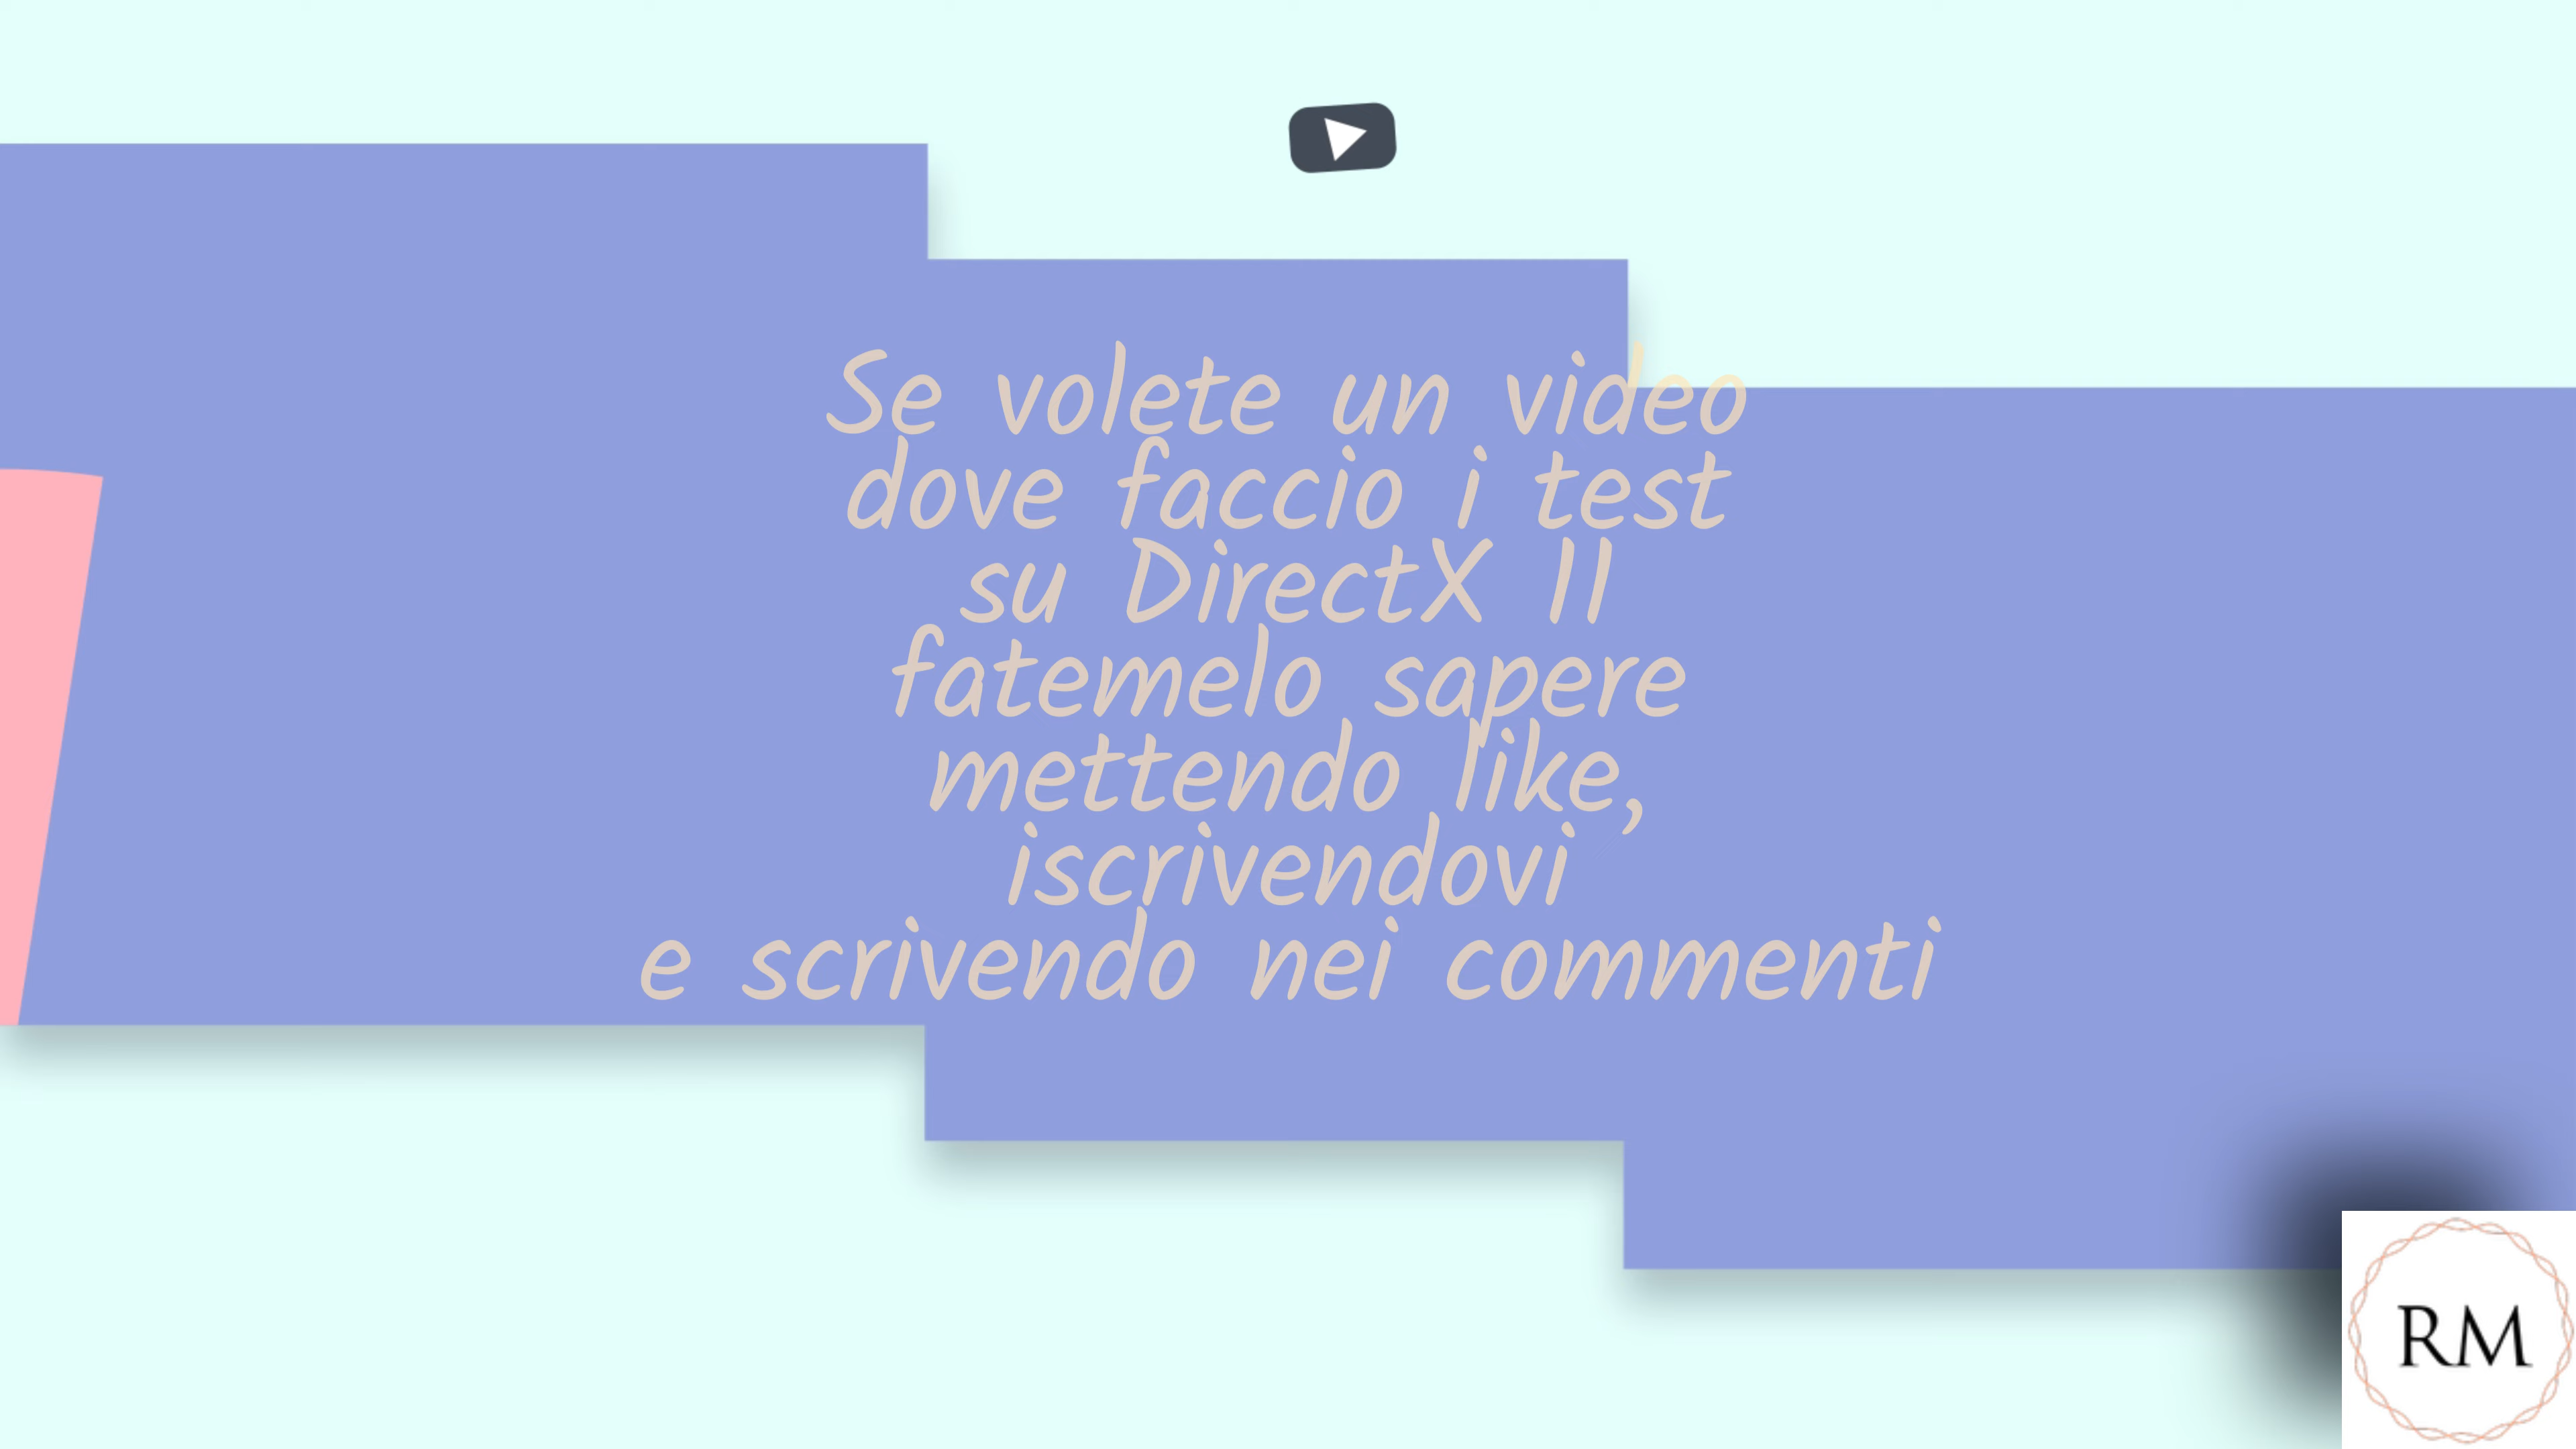 Se volete un video
dove faccio i test
su DirectX 11
fatemelo sapere
mettendo like,
iscrivendovi
e scrivendo nei commenti
RM